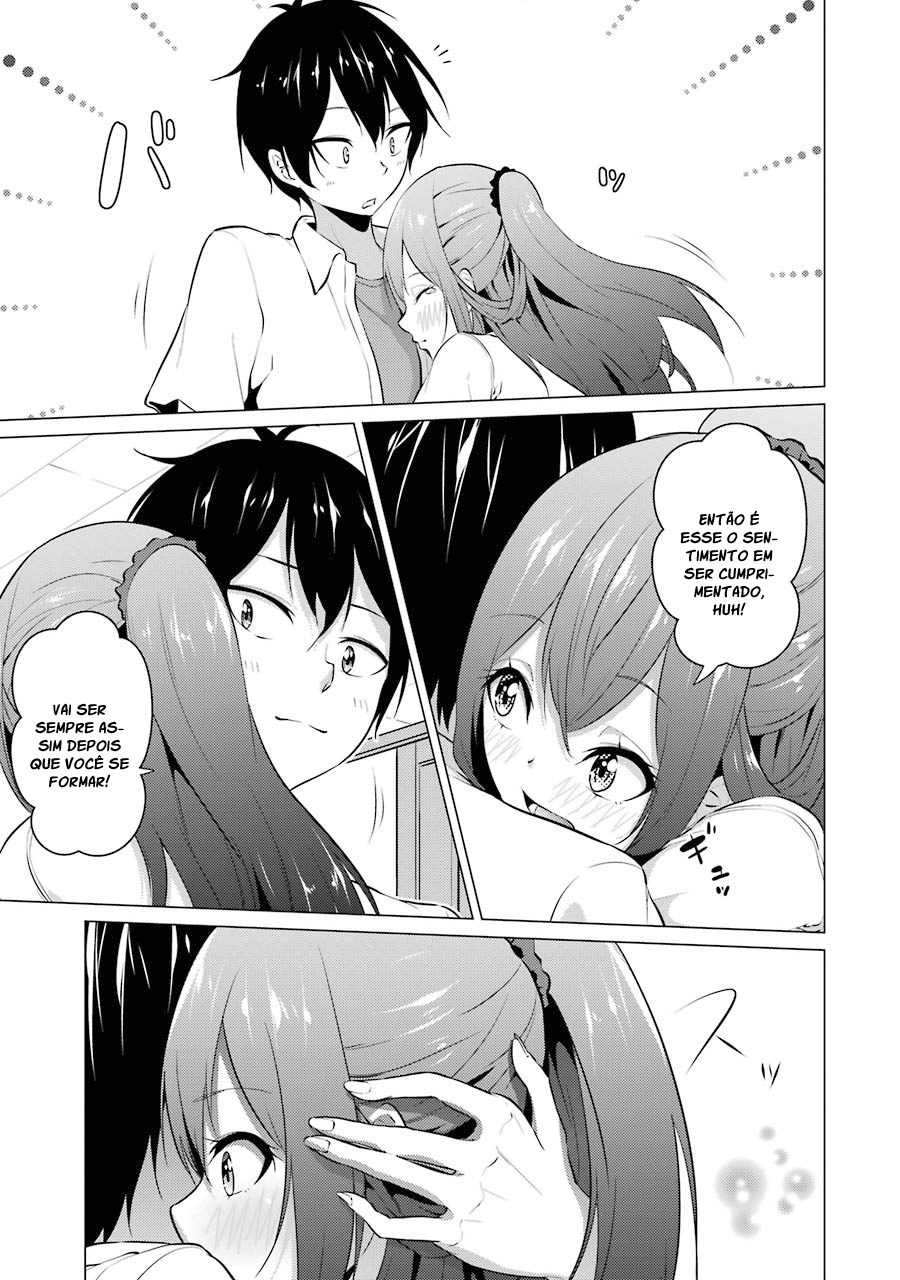 ENTÃO É
ESSE O SEN-
TIMENTO EM
SER CUMPRI-
MENTADO,
HUH!
ギュッ
VAI SER
SEMPRE AS-
SIM DEPOIS
QUE VOCÊ SE
FORMAR!